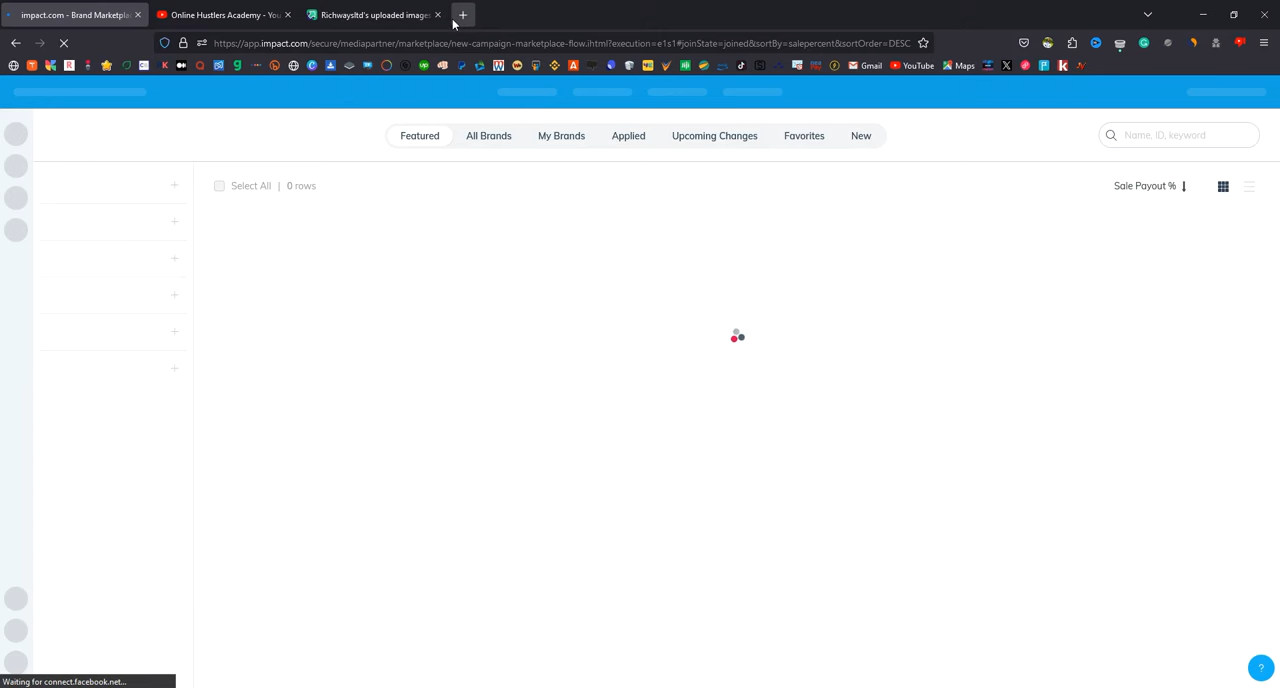 impact.com - Brand Marketpla
Online Hustlers Academy - You
Richwaysltd's uploaded images
https://app.impact.com/secure/mediapartner/marketplace/new-campaign-marketplace-flow.ihtml?execution=e1s1#joinState=joined&sortBy=salepercent&sortOrder=DESC
Gmail
YouTube
Maps
Featured
All Brands
My Brands
Applied
Upcoming Changes
Favorites
New
Name, ID, keyword
Select All | 0 rows
Sale Payout %
?
Waiting for connect.facebook.net...